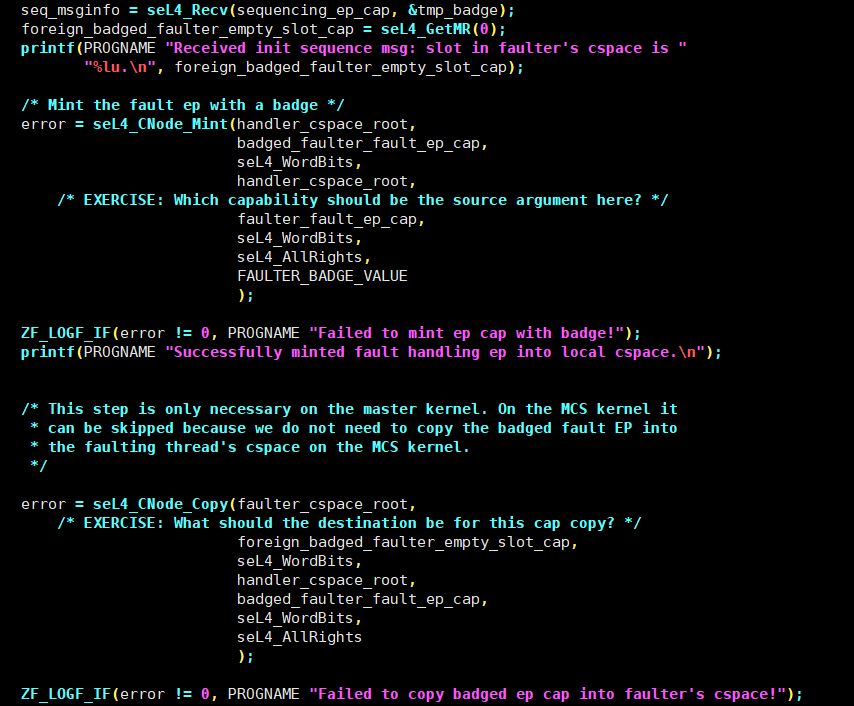 seq_msginfo = seL4_Recv(sequencing_ep_cap, &tmp_badge);
foreign_badged_faulter_empty_slot_cap = seL4_GetMR(0);
printf(PROGNAME "Received init sequence msg: slot in faulter's cspace is "
       "%lu.\n", foreign_badged_faulter_empty_slot_cap);

/* Mint the fault ep with a badge */
error = seL4_CNode_Mint(handler_cspace_root,
                        badged_faulter_fault_ep_cap,
                        seL4_WordBits,
                        handler_cspace_root,
    /* EXERCISE: Which capability should be the source argument here? */
                        faulter_fault_ep_cap,
                        seL4_WordBits,
                        seL4_AllRights,
                        FAULTER_BADGE_VALUE
                        );

ZF_LOGF_IF(error != 0, PROGNAME "Failed to mint ep cap with badge!");
printf(PROGNAME "Successfully minted fault handling ep into local cspace.\n");


/* This step is only necessary on the master kernel. On the MCS kernel it
 * can be skipped because we do not need to copy the badged fault EP into
 * the faulting thread's cspace on the MCS kernel.
 */

error = seL4_CNode_Copy(faulter_cspace_root,
    /* EXERCISE: What should the destination be for this cap copy? */
                        foreign_badged_faulter_empty_slot_cap,
                        seL4_WordBits,
                        handler_cspace_root,
                        badged_faulter_fault_ep_cap,
                        seL4_WordBits,
                        seL4_AllRights
                        );

ZF_LOGF_IF(error != 0, PROGNAME "Failed to copy badged ep cap into faulter's cspace!");